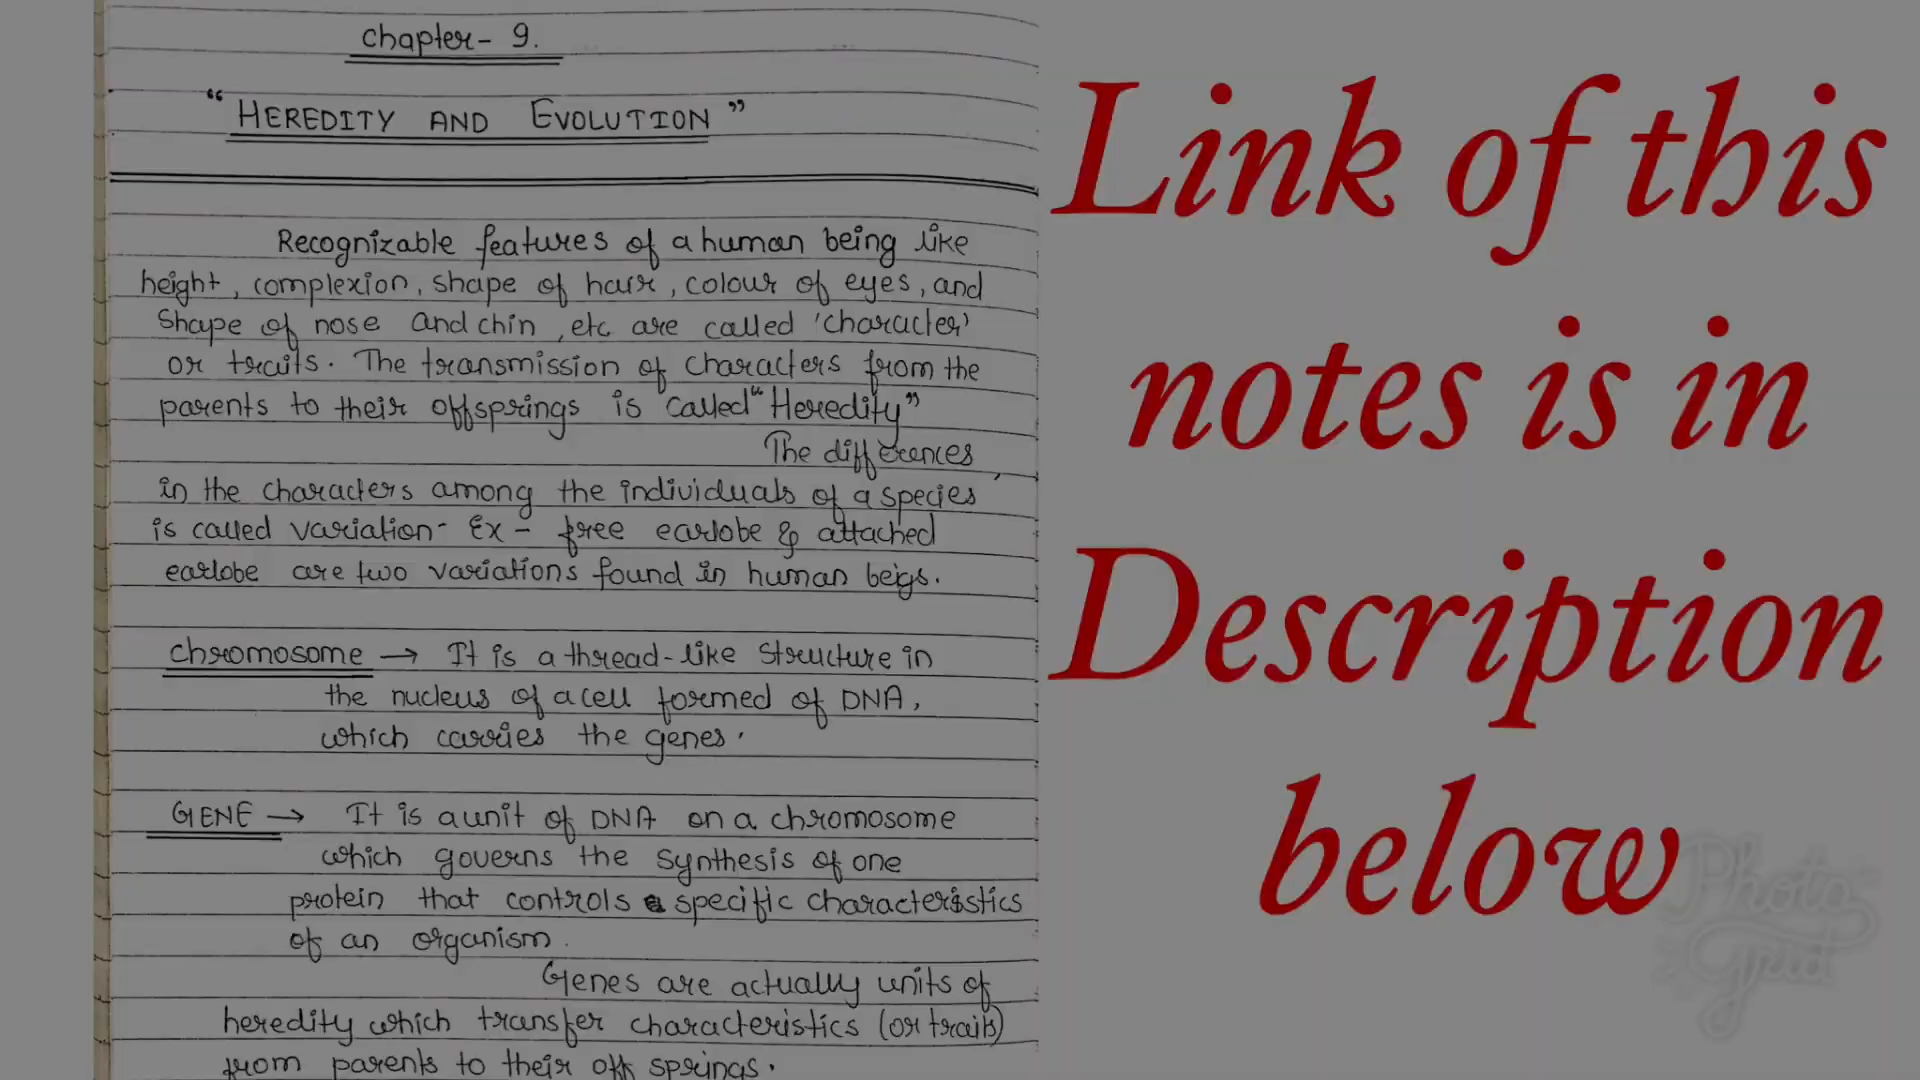 Chapter- 9.
"HEREDITY AND EVOLUTION"
Recognizable features of a human being like
height, complexion, shape of hair, colour of eyes, and
Shape of nose and chin, etc are called 'character'
or traits. The transmission of characters from the
parents to their offsprings is called "Heredity"
The differences
in the characters among the individuals of a species
is called variation- Ex- free earlobe & attached
earlobe are two variations found in human beigs.
Chromosome → It is a thread-like structure in
the nucleus of a cell formed of DNA,
which carries the genes.
GENE → It is a unit of DNA on a chromosome
which governs the synthesis of one
protein that controls specific characteristics
of an organism.
Genes are actually units of
heredity which transfer characteristics (or traits)
from parents to their off springs.
Link of this
notes is in
Description
below
Photo
Grid